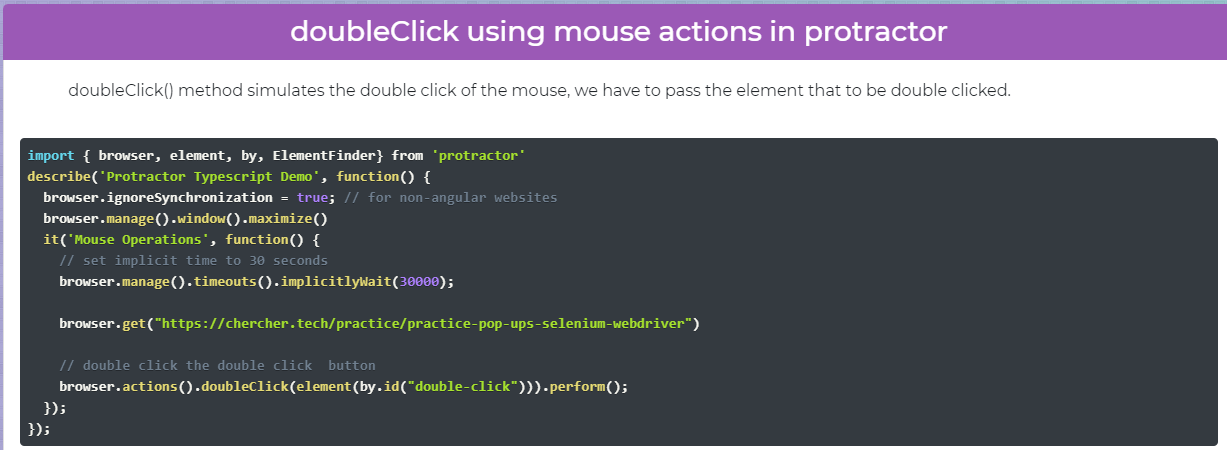 doubleClick using mouse actions in protractor
doubleClick() method simulates the double click of the mouse, we have to pass the element that to be double clicked.
import { browser, element, by, ElementFinder} from 'protractor'
describe('Protractor Typescript Demo', function() {
  browser.ignoreSynchronization = true; // for non-angular websites
  browser.manage().window().maximize()
  it('Mouse Operations', function() {
    // set implicit time to 30 seconds
    browser.manage().timeouts().implicitlyWait(30000);
    browser.get("https://chercher.tech/practice/practice-pop-ups-selenium-webdriver")
    // double click the double click  button
    browser.actions().doubleClick(element(by.id("double-click"))).perform();
  });
});